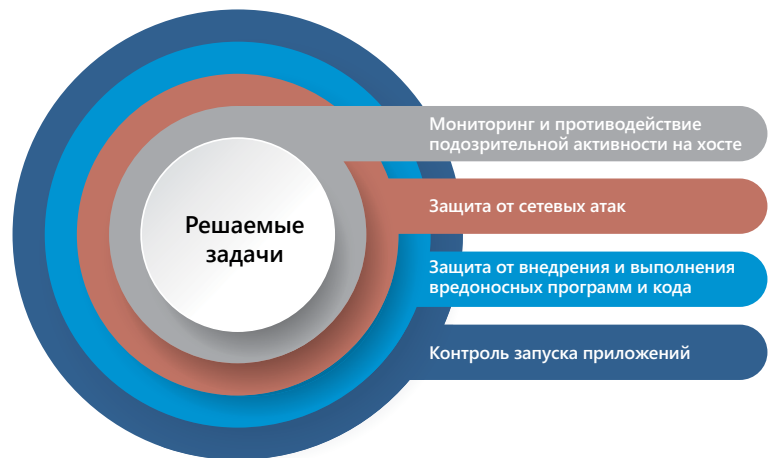 Мониторинг и противодействие
подозрительной активности на хосте
Защита от сетевых атак
Решаемые
задачи
Защита от внедрения и выполнения
вредоносных программ и кода
Контроль запуска приложений